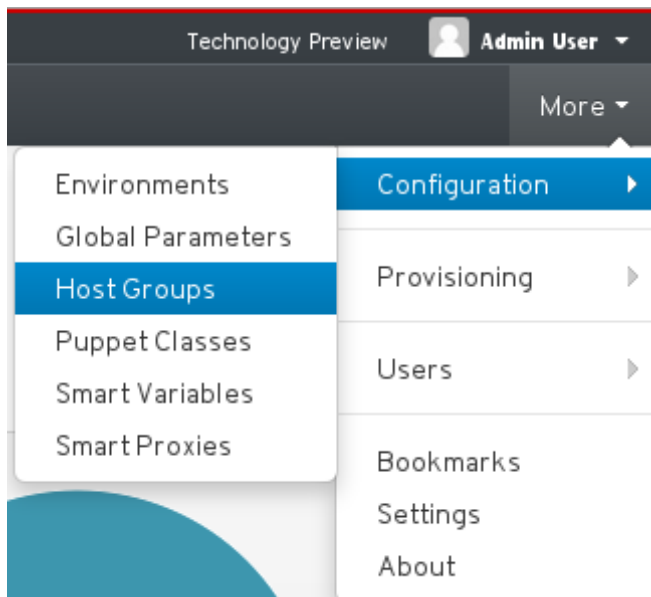 Technology Preview Admin User
More
Environments
Global Parameters
Host Groups
Puppet Classes
Smart Variables
Smart Proxies
Configuration
Provisioning
Users
Bookmarks
Settings
About